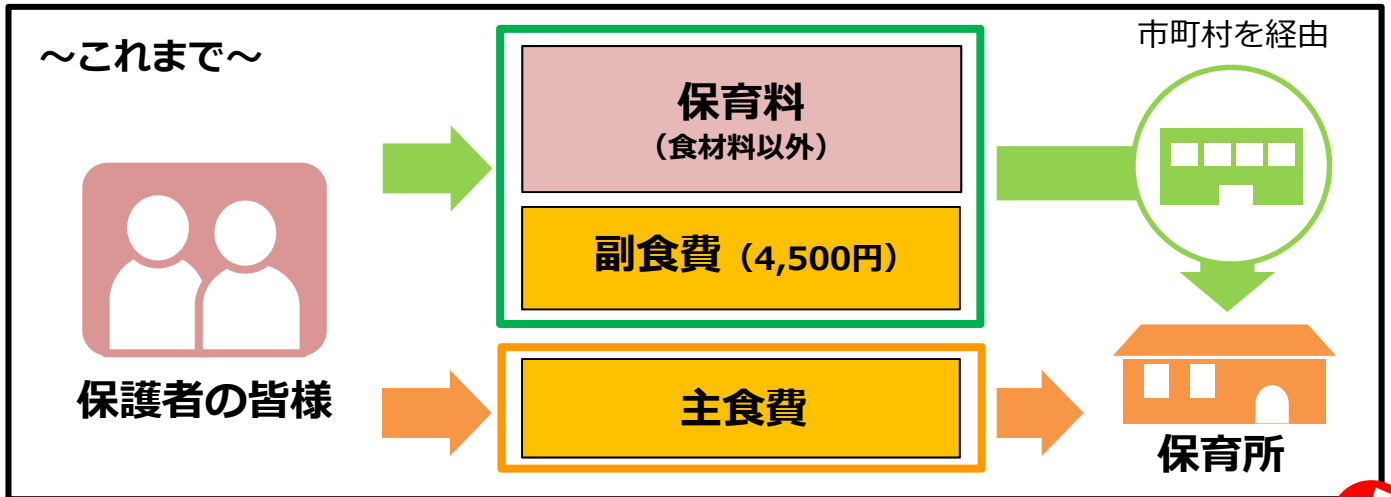 ～これまで～
市町村を経由
保育料
（食材料以外）
副食費（4,500円）
保護者の皆様
主食費
保育所